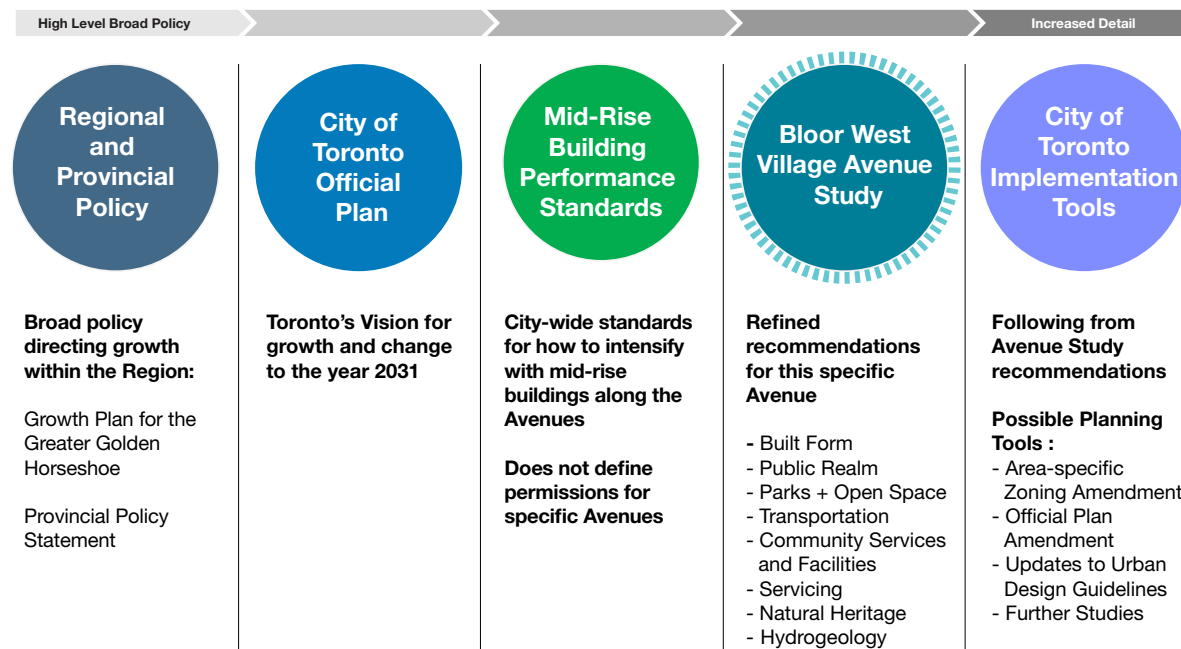 High Level Broad Policy
Increased Detail
Regional
and
Provincial
Policy
City of
Toronto
Official
Plan
Mid-Rise
Building
Performance
Standards
Bloor West
Village Avenue
Study
City of
Toronto
Implementation
Tools
Broad policy
directing growth
within the Region:
Growth Plan for the
Greater Golden
Horseshoe
Provincial Policy
Statement
Toronto’s Vision for
growth and change
to the year 2031
City-wide standards
for how to intensify
with mid-rise
buildings along the
Avenues
Does not define
permissions for
specific Avenues
Refined
recommendations
for this specific
Avenue
- Built Form
- Public Realm
- Parks + Open Space
- Transportation
- Community Services
and Facilities
- Servicing
- Natural Heritage
- Hydrogeology
Following from
Avenue Study
recommendations
Possible Planning
Tools :
- Area-specific
Zoning Amendment
- Official Plan
Amendment
- Updates to Urban
Design Guidelines
- Further Studies